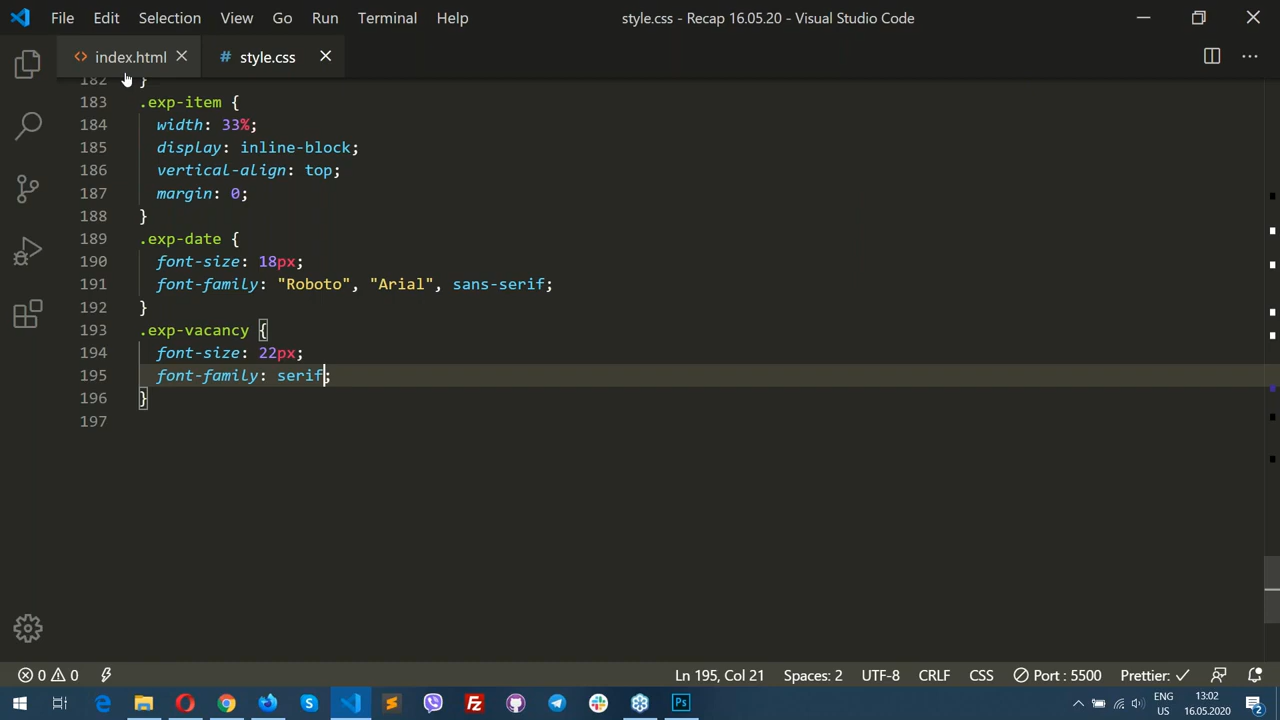 File Edit Selection View Go Run Terminal Help style.css - Recap 16.05.20 - Visual Studio Code
<> index.html # style.css
182 }
183 .exp-item {
184 width: 33%;
185 display: inline-block;
186 vertical-align: top;
187 margin: 0;
188 }
189 .exp-date {
190 font-size: 18px;
191 font-family: "Roboto", "Arial", sans-serif;
192 }
193 .exp-vacancy {
194 font-size: 22px;
195 font-family: serif;
196 }
197
0 0 Ln 195, Col 21 Spaces: 2 UTF-8 CRLF CSS Port : 5500 Prettier:
Fz Ps ENG 13:02
US 16.05.2020 2